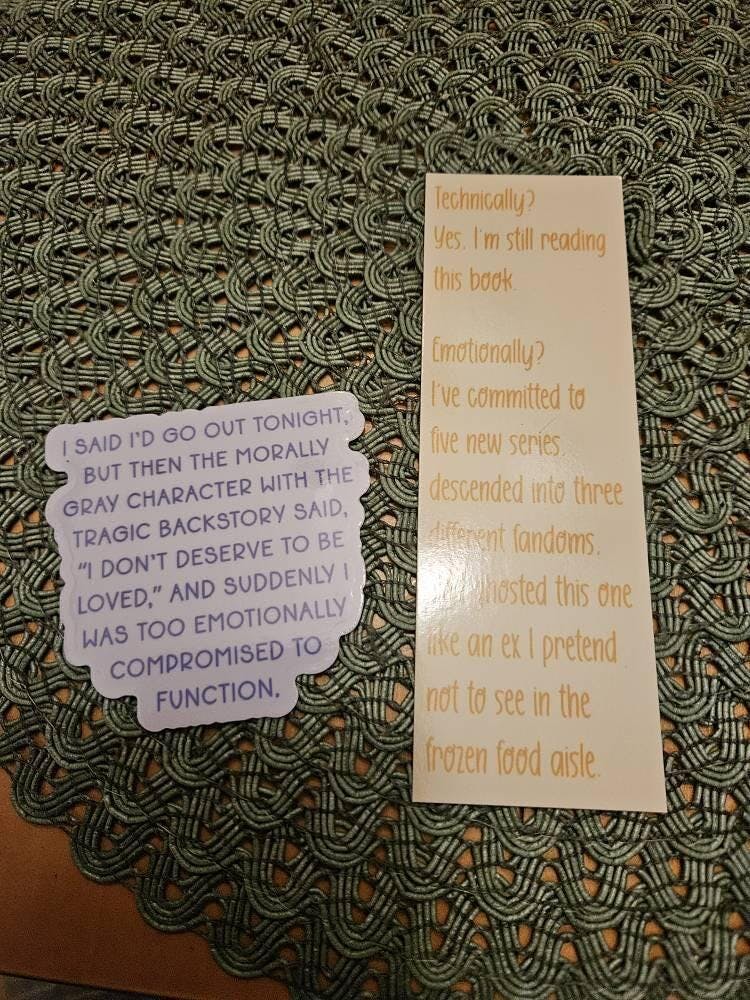 I SAID I'D GO OUT TONIGHT,
BUT THEN THE MORALLY
GRAY CHARACTER WITH THE
TRAGIC BACKSTORY SAID,
“I DON'T DESERVE TO BE
LOVED,” AND SUDDENLY I
WAS TOO EMOTIONALLY
COMPROMISED TO
FUNCTION.
Technically?
Yes. I'm still reading
this book.
Emotionally?
I've committed to
five new series,
descended into three
different fandoms,
ghosted this one
like an ex I pretend
not to see in the
frozen food aisle.